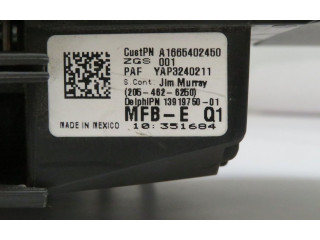 CustPN A1665402450
ZGS 001
PAF YAP3240211
S.Cont. Jim Murray
(205-462-6250)
DelphiPN 13919750-01
MFB-E Q1
MADE IN MEXICO 10:351684